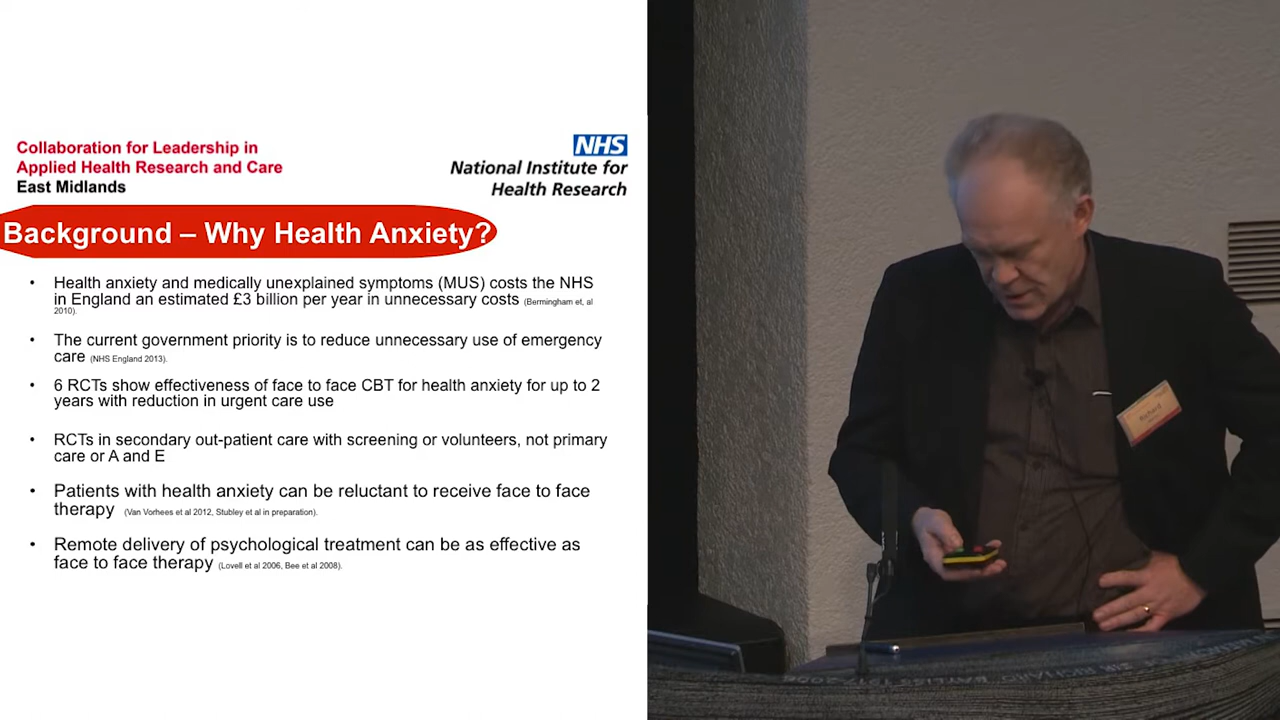 Collaboration for Leadership in
Applied Health Research and Care
East Midlands
NHS
National Institute for
Health Research
Background – Why Health Anxiety?
• Health anxiety and medically unexplained symptoms (MUS) costs the NHS
in England an estimated £3 billion per year in unnecessary costs (Bermingham et, al
2010).
• The current government priority is to reduce unnecessary use of emergency
care (NHS England 2013).
• 6 RCTs show effectiveness of face to face CBT for health anxiety for up to 2
years with reduction in urgent care use
• RCTs in secondary out-patient care with screening or volunteers, not primary
care or A and E
• Patients with health anxiety can be reluctant to receive face to face
therapy (Van Vorhees et al 2012, Stubley et al in preparation).
• Remote delivery of psychological treatment can be as effective as
face to face therapy (Lovell et al 2006, Bee et al 2008).
Richard
SIR RICHARD BAYLISS 1917-2006